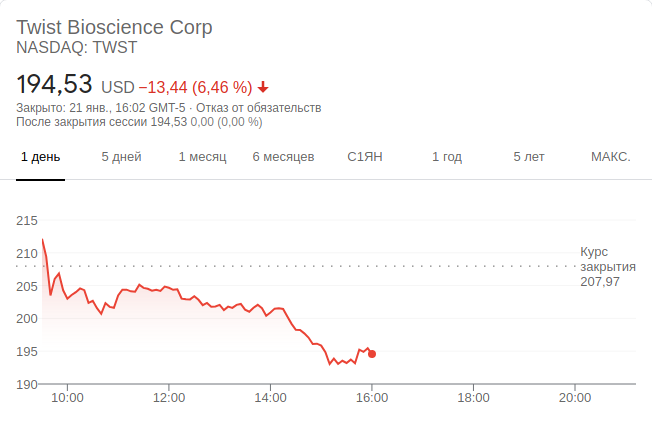 Twist Bioscience Corp
NASDAQ: TWST
194,53 USD −13,44 (6,46 %)
Закрыто: 21 янв., 16:02 GMT-5 · Отказ от обязательств
После закрытия сессии 194,53 0,00 (0,00 %)
1 день 5 дней 1 месяц 6 месяцев С1ЯН 1 год 5 лет МАКС.
215
210
205
200
195
190
Курс
закрытия
207,97
10:00 12:00 14:00 16:00 18:00 20:00